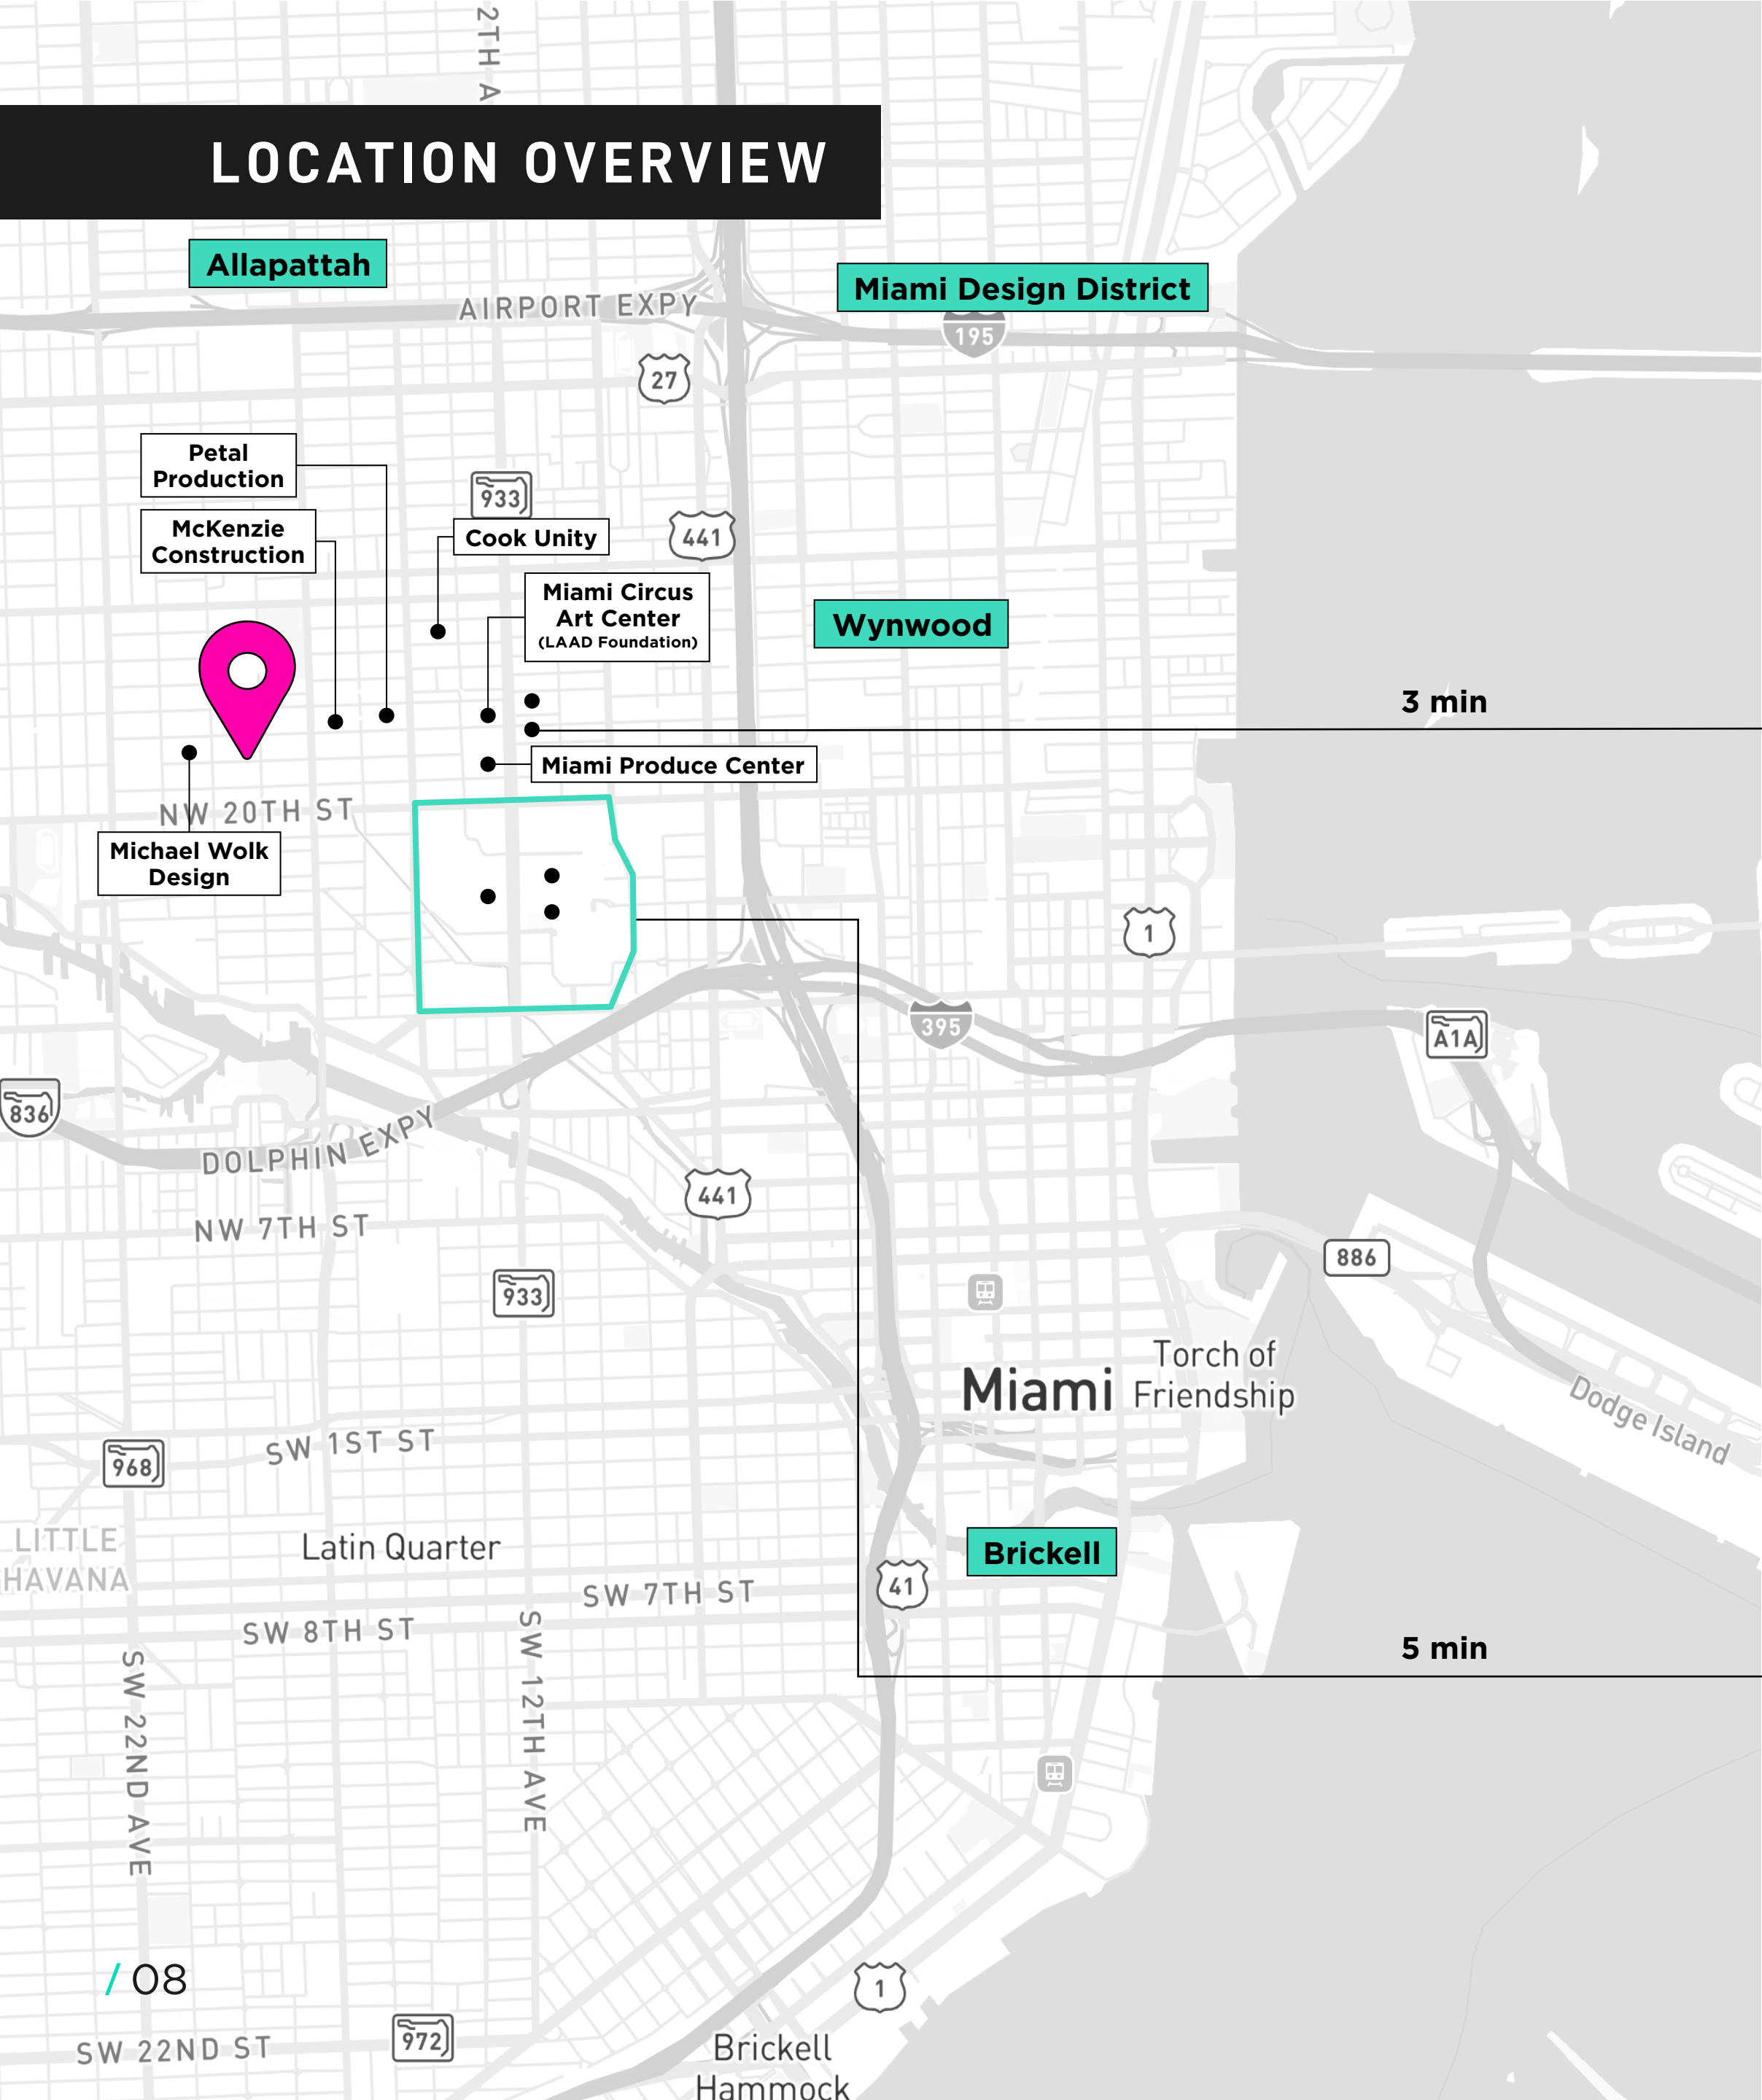 2TH A
LOCATION OVERVIEW
Allapattah
Miami Design District
AIRPORT EXPY
195
27
Petal
Production
933
McKenzie
Construction
Cook Unity
441
Miami Circus
Art Center
(LAAD Foundation)
Wynwood
3 min
Miami Produce Center
NW 20TH ST
Michael Wolk
Design
1
395
A1A
836
DOLPHIN EXPY
441
NW 7TH ST
886
933
Torch of
Friendship
Miami
Dodge Island
SW 1ST ST
968
LITTLE
HAVANA
Latin Quarter
Brickell
41
SW 7TH ST
SW 8TH ST
5 min
SW 22ND AVE
SW 12TH AVE
/ 08
1
972
SW 22ND ST
Brickell
Hammock